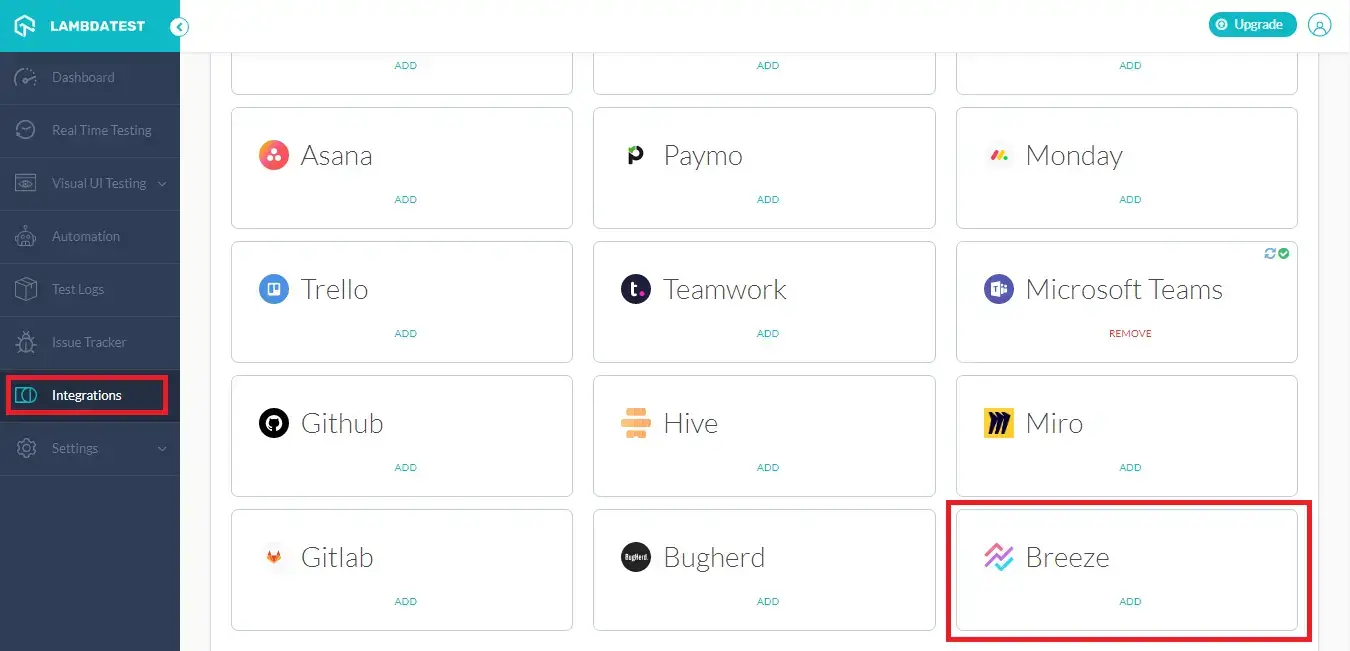 LAMBDATEST
Upgrade
Dashboard
Real Time Testing
Visual UI Testing
Automation
Test Logs
Issue Tracker
Integrations
Settings
ADD
ADD
ADD
Asana
ADD
Paymo
ADD
Monday
ADD
Trello
ADD
Teamwork
ADD
Microsoft Teams
REMOVE
Github
ADD
Hive
ADD
Miro
ADD
Gitlab
ADD
BugHerd.
Bugherd
ADD
Breeze
ADD